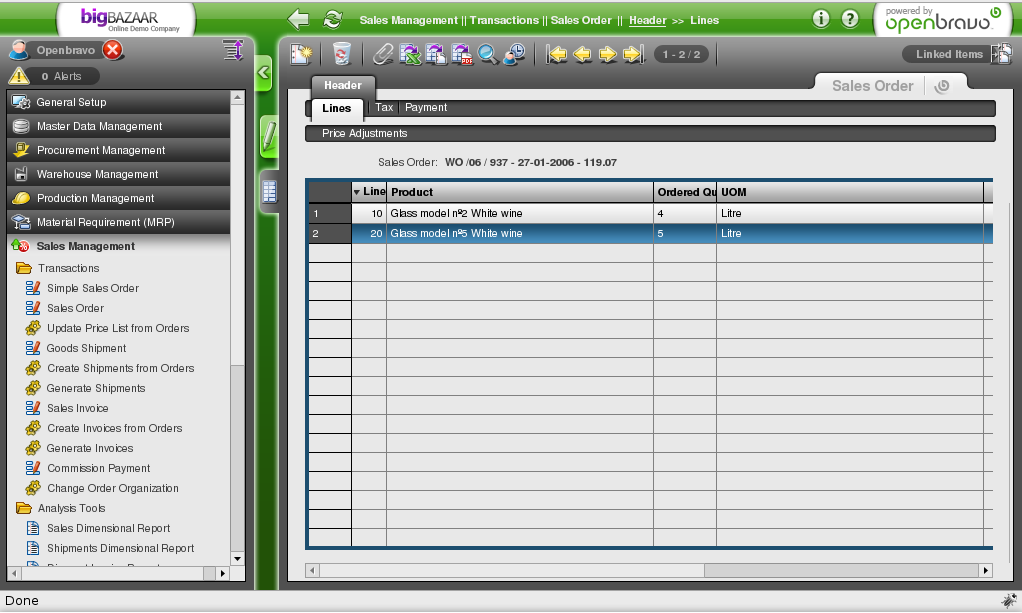 bigBAZAAR
Online Demo Company
Sales Management || Transactions || Sales Order || Header >> Lines
powered by
openbravo
Openbravo
0 Alerts
1 - 2 / 2
Linked Items
General Setup
Master Data Management
Procurement Management
Warehouse Management
Production Management
Material Requirement (MRP)
Sales Management
Transactions
Simple Sales Order
Sales Order
Update Price List from Orders
Goods Shipment
Create Shipments from Orders
Generate Shipments
Sales Invoice
Create Invoices from Orders
Generate Invoices
Commission Payment
Change Order Organization
Analysis Tools
Sales Dimensional Report
Shipments Dimensional Report
Header
Sales Order
Lines Tax Payment
Price Adjustments
Sales Order: WO /06 / 937 - 27-01-2006 - 119.07
Line Product Ordered Qu UOM
1 10 Glass model nº2 White wine 4 Litre
2 20 Glass model nº5 White wine 5 Litre
Done